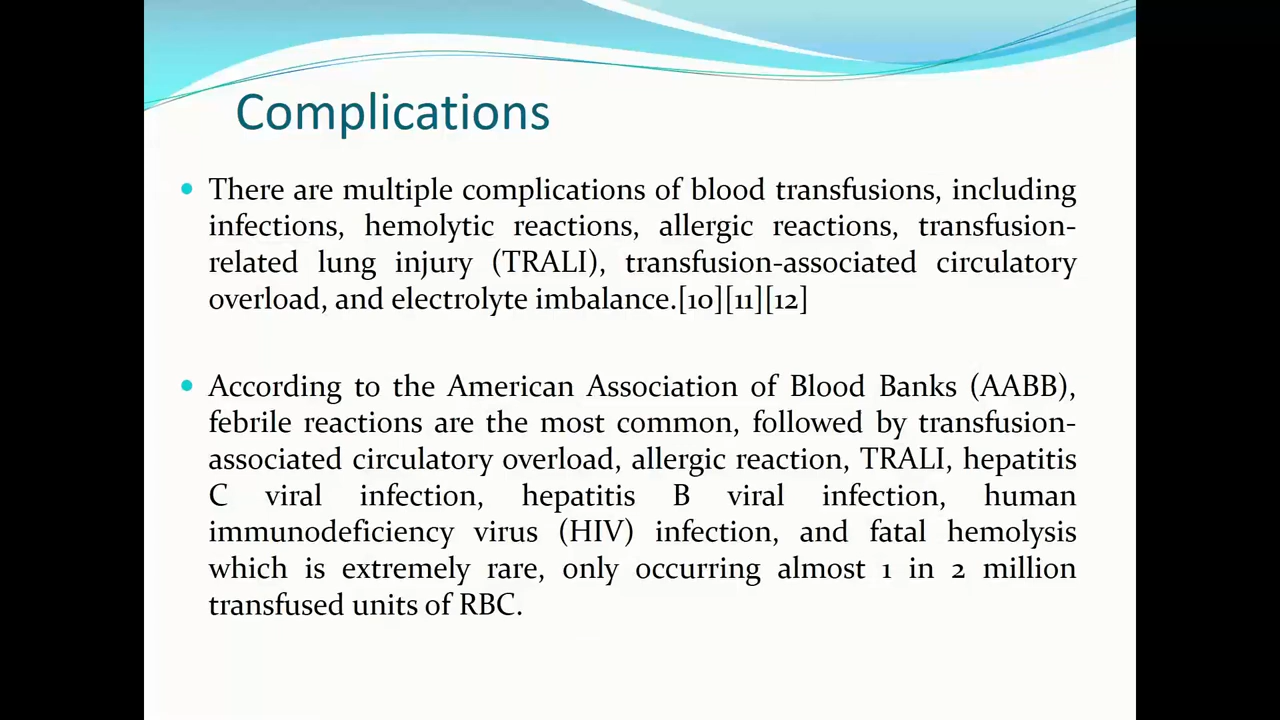 Complications
There are multiple complications of blood transfusions, including
infections, hemolytic reactions, allergic reactions, transfusion-
related lung injury (TRALI), transfusion-associated circulatory
overload, and electrolyte imbalance.[10][11][12]
According to the American Association of Blood Banks (AABB),
febrile reactions are the most common, followed by transfusion-
associated circulatory overload, allergic reaction, TRALI, hepatitis
C viral infection, hepatitis B viral infection, human
immunodeficiency virus (HIV) infection, and fatal hemolysis
which is extremely rare, only occurring almost 1 in 2 million
transfused units of RBC.